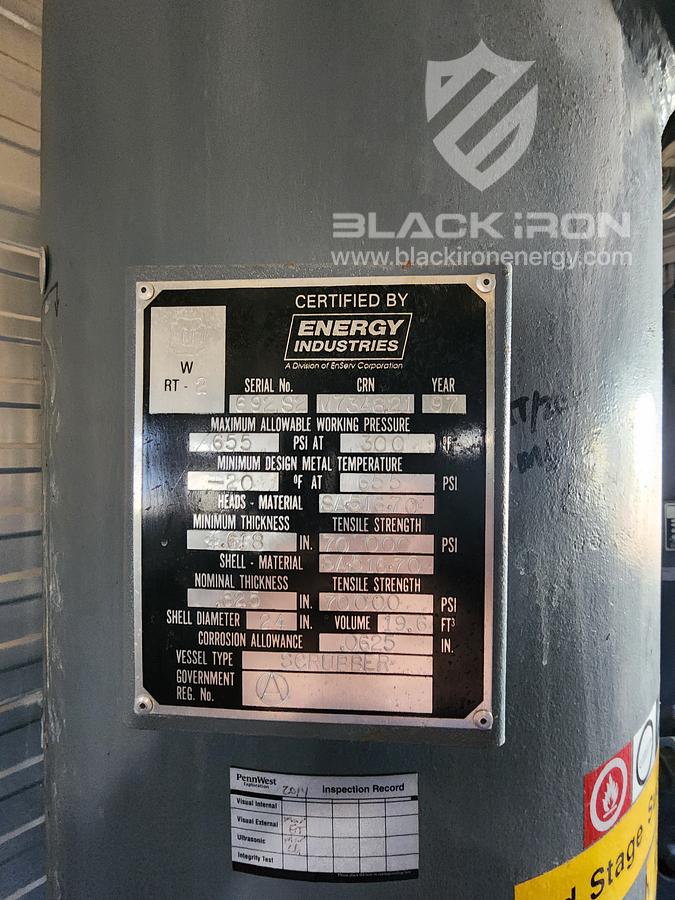 BLACK IRON
www.blackironenergy.com
CERTIFIED BY
ENERGY
INDUSTRIES
A Division of EnServ Corporation
W
RT - 2
SERIAL No. CRN YEAR
97
MAXIMUM ALLOWABLE WORKING PRESSURE
655 PSI AT 300 °F
MINIMUM DESIGN METAL TEMPERATURE
-20 °F AT 655 PSI
HEADS - MATERIAL SA516.70
MINIMUM THICKNESS TENSILE STRENGTH
IN. 70,000 PSI
SHELL - MATERIAL SA516.70
NOMINAL THICKNESS TENSILE STRENGTH
.625 IN. 70000 PSI
SHELL DIAMETER 24 IN. VOLUME 19.6 FT³
CORROSION ALLOWANCE .0625 IN.
VESSEL TYPE SCRUBBER
GOVERNMENT
REG. No. A
PennWest
Exploration
2014 Inspection Record
Visual Internal
Visual External
Ultrasonic
Integrity Test
Stage